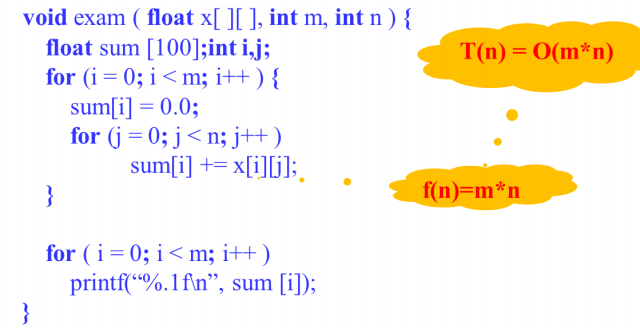 void exam ( float x[ ][ ], int m, int n ) {
float sum [100];int i,j;
for (i = 0; i < m; i++ ) {
sum[i] = 0.0;
for (j = 0; j < n; j++ )
sum[i] += x[i][j];
}
for ( i = 0; i < m; i++ )
printf(“%.1f\n”, sum [i]);
}
T(n) = O(m*n)
f(n)=m*n